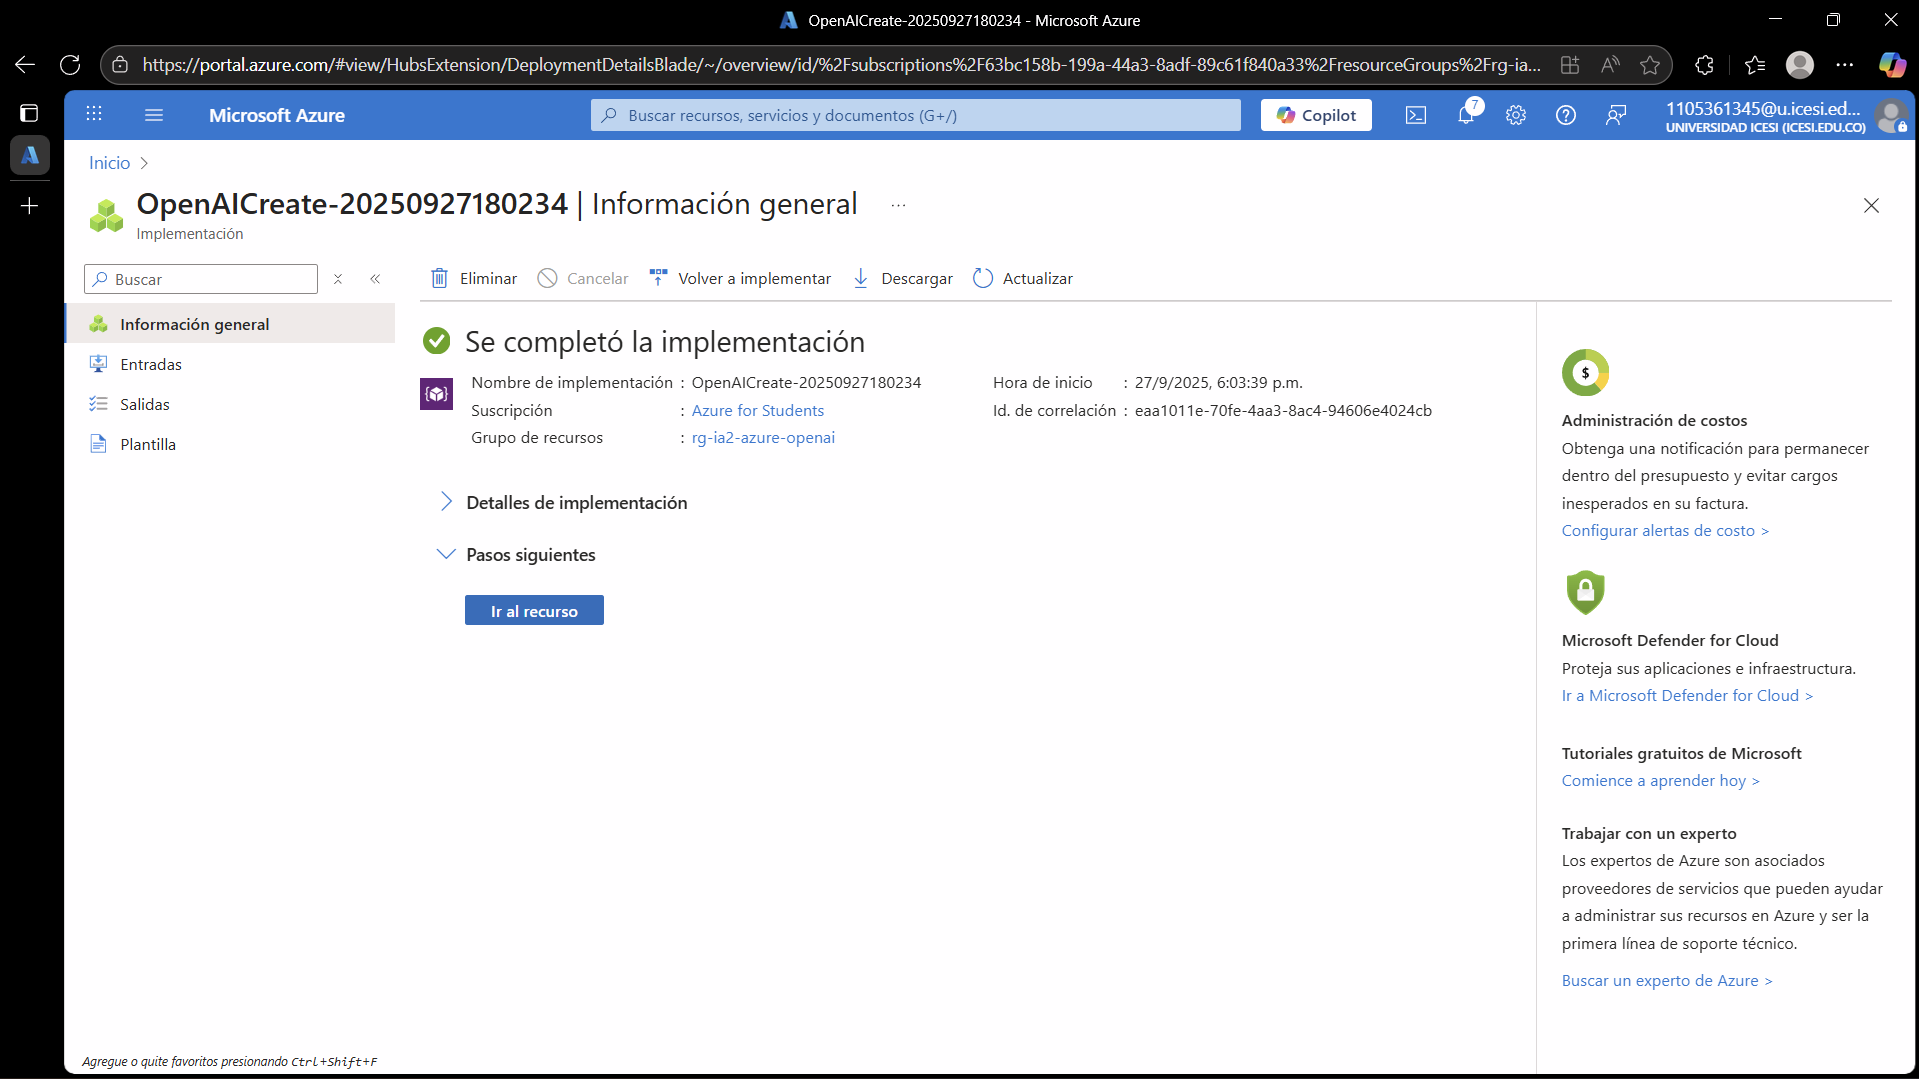 OpenAICreate-20250927180234 - Microsoft Azure
https://portal.azure.com/#view/HubsExtension/DeploymentDetailsBlade/~/overview/id/%2Fsubscriptions%2F63bc158b-199a-44a3-8adf-89c61f840a33%2FresourceGroups%2Frg-ia...
Microsoft Azure
Buscar recursos, servicios y documentos (G+/)
Copilot
7
1105361345@u.icesi.ed...
UNIVERSIDAD ICESI (ICESI.EDU.CO)
Inicio
OpenAICreate-20250927180234 | Información general
Implementación
Buscar
Información general
Entradas
Salidas
Plantilla
Eliminar
Cancelar
Volver a implementar
Descargar
Actualizar
Se completó la implementación
Nombre de implementación : OpenAICreate-20250927180234
Suscripción : Azure for Students
Grupo de recursos : rg-ia2-azure-openai
Hora de inicio : 27/9/2025, 6:03:39 p.m.
Id. de correlación : eaa1011e-70fe-4aa3-8ac4-94606e4024cb
Detalles de implementación
Pasos siguientes
Ir al recurso
Administración de costos
Obtenga una notificación para permanecer
dentro del presupuesto y evitar cargos
inesperados en su factura.
Configurar alertas de costo >
Microsoft Defender for Cloud
Proteja sus aplicaciones e infraestructura.
Ir a Microsoft Defender for Cloud >
Tutoriales gratuitos de Microsoft
Comience a aprender hoy >
Trabajar con un experto
Los expertos de Azure son asociados
proveedores de servicios que pueden ayudar
a administrar sus recursos en Azure y ser la
primera línea de soporte técnico.
Buscar un experto de Azure >
Agregue o quite favoritos presionando Ctrl+Shift+F